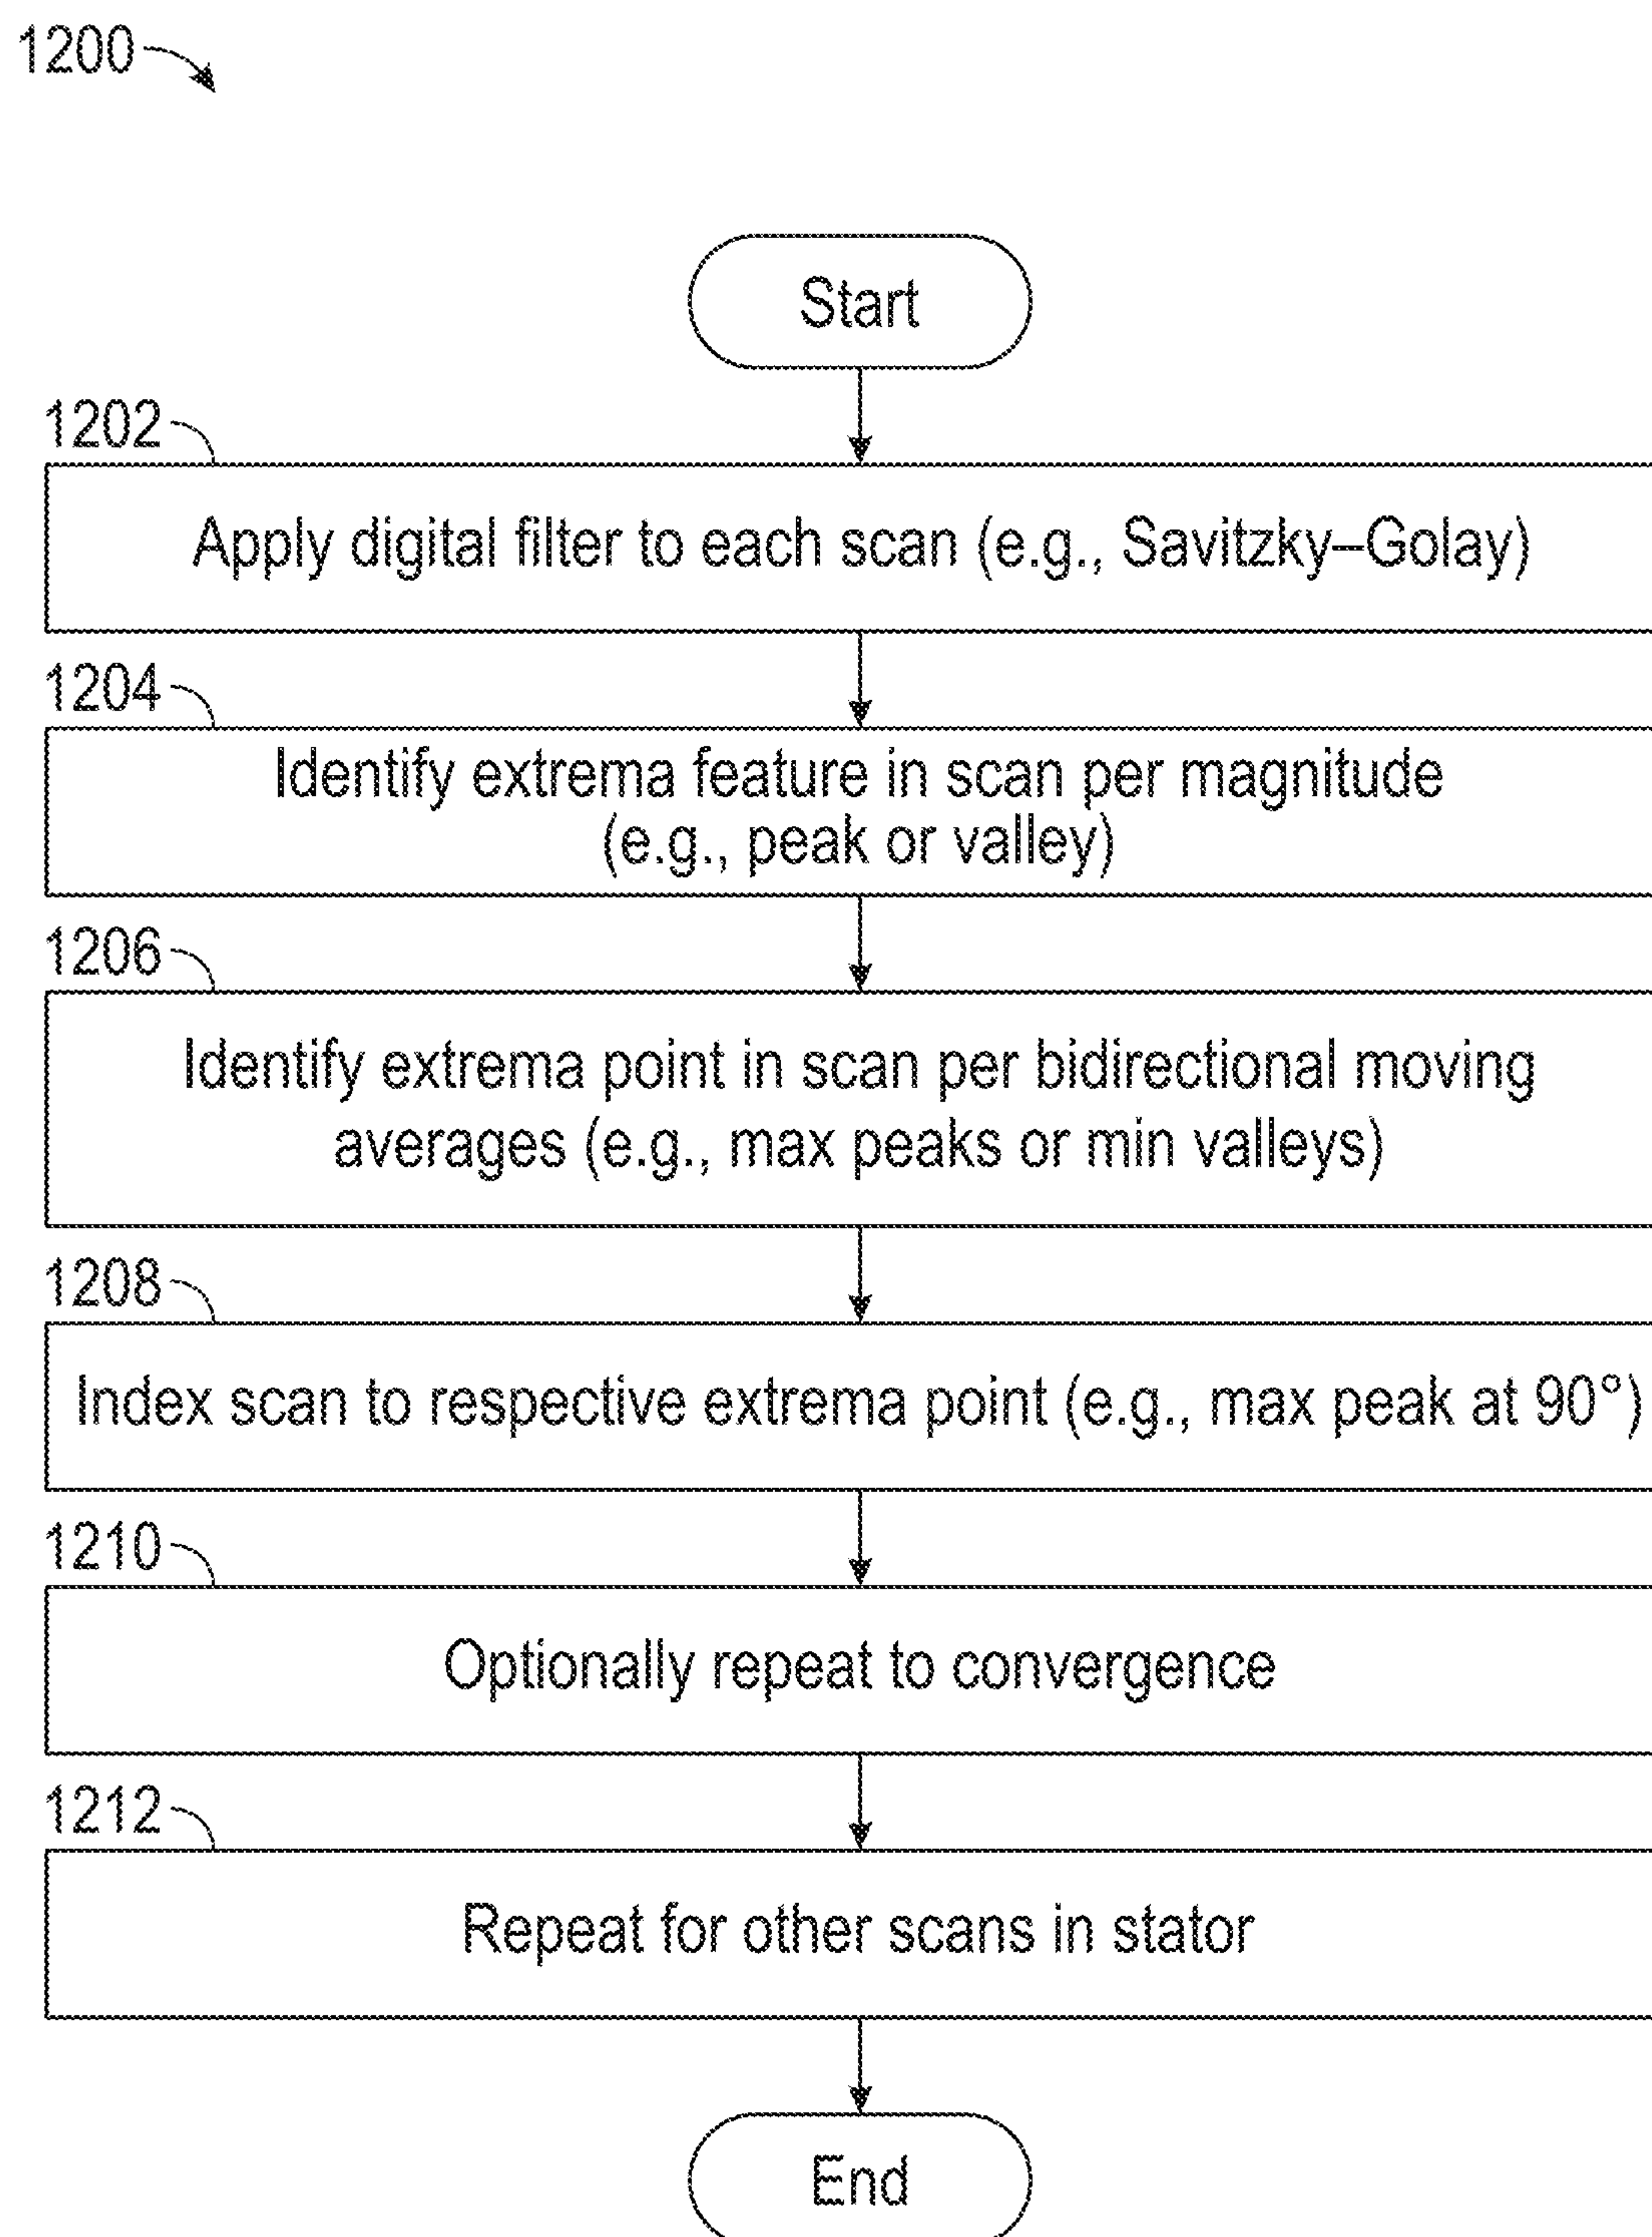 1200
Start
1202
Apply digital filter to each scan (e.g., Savitzky–Golay)
1204
Identify extrema feature in scan per magnitude
(e.g., peak or valley)
1206
Identify extrema point in scan per bidirectional moving
averages (e.g., max peaks or min valleys)
1208
Index scan to respective extrema point (e.g., max peak at 90°)
1210
Optionally repeat to convergence
1212
Repeat for other scans in stator
End